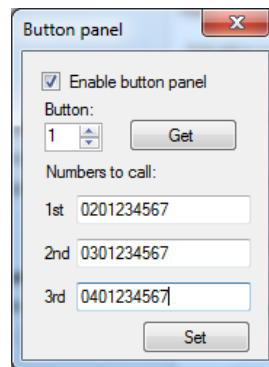 Button panel
Enable button panel
Button:
1 Get
Numbers to call:
1st 0201234567
2nd 0301234567
3rd 0401234567
Set